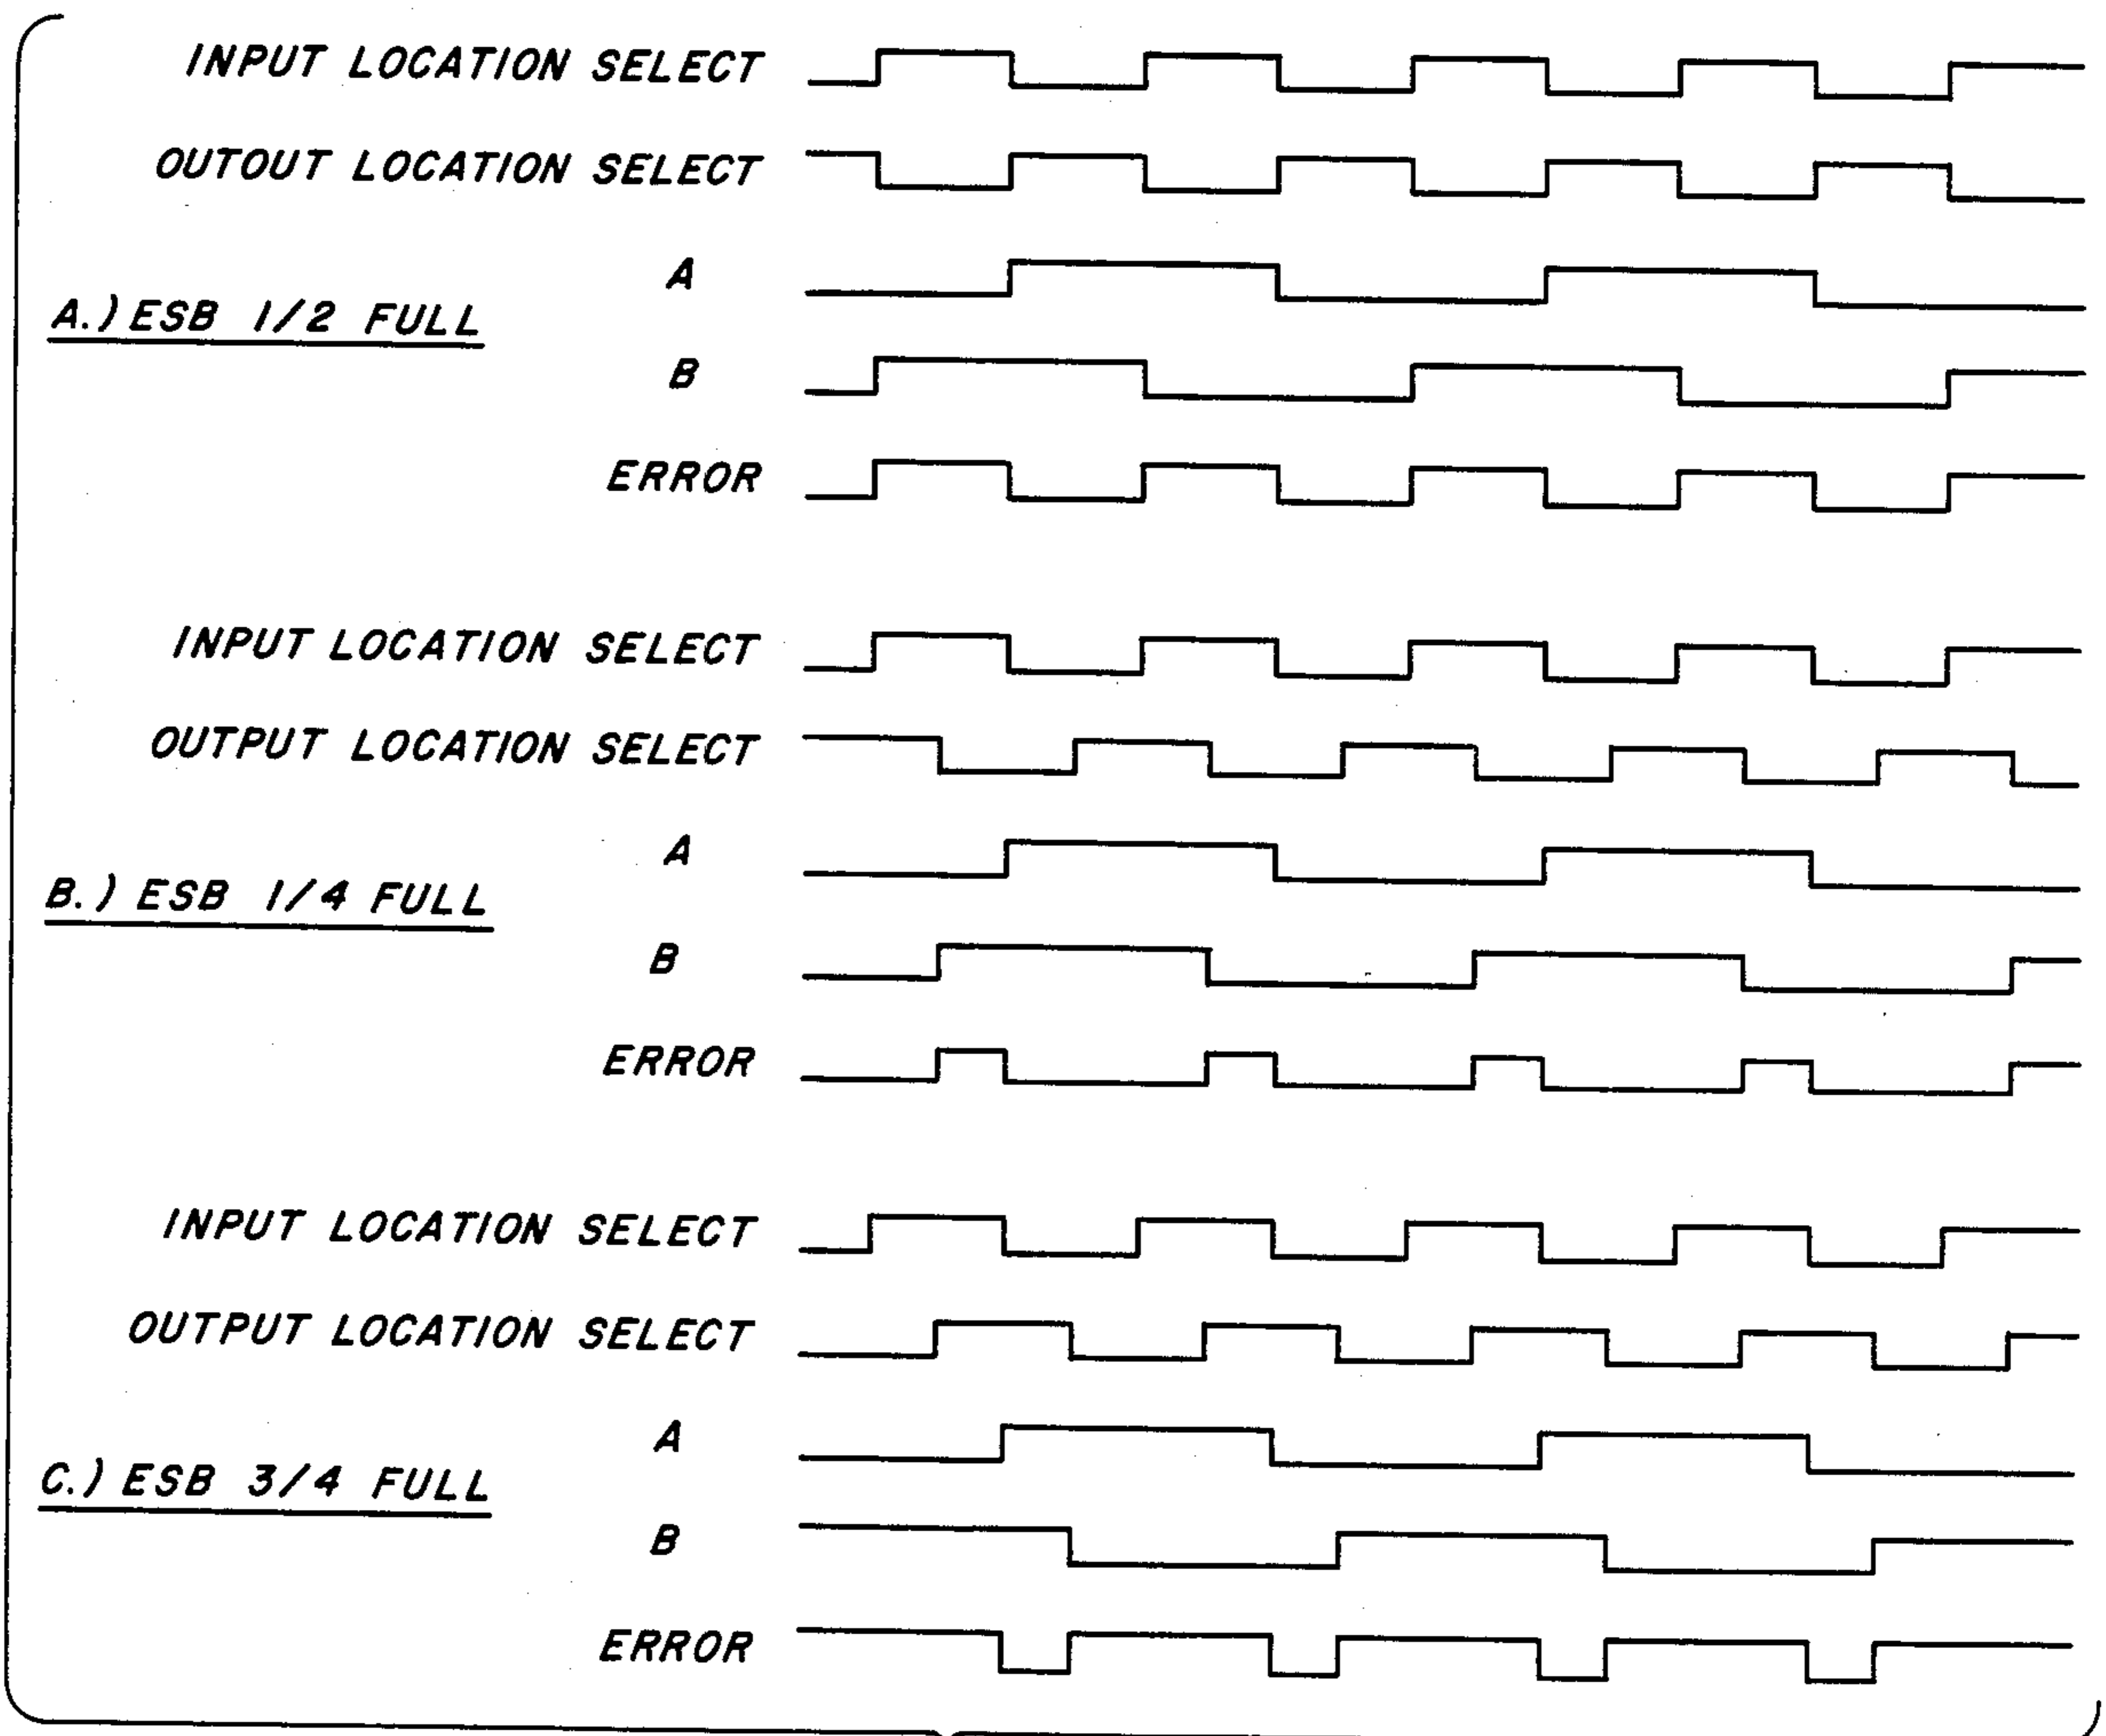 INPUT LOCATION SELECT
OUTOUT LOCATION SELECT
A
A.) ESB 1/2 FULL
B
ERROR
INPUT LOCATION SELECT
OUTPUT LOCATION SELECT
A
B.) ESB 1/4 FULL
B
ERROR
INPUT LOCATION SELECT
OUTPUT LOCATION SELECT
A
C.) ESB 3/4 FULL
B
ERROR